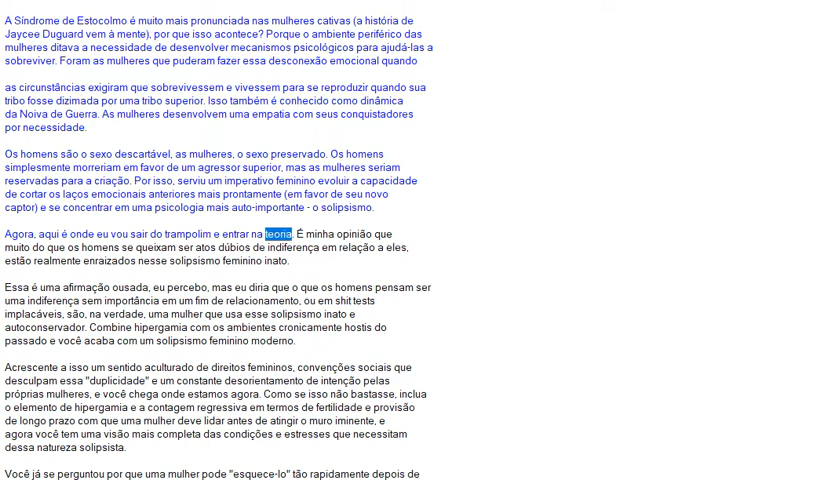 A Síndrome de Estocolmo é muito mais pronunciada nas mulheres cativas (a história de
Jaycee Duguard vem à mente), por que isso acontece? Porque o ambiente periférico das
mulheres ditava a necessidade de desenvolver mecanismos psicológicos para ajudá-las a
sobreviver. Foram as mulheres que puderam fazer essa desconexão emocional quando
as circunstâncias exigiram que sobrevivessem e vivessem para se reproduzir quando sua
tribo fosse dizimada por uma tribo superior. Isso também é conhecido como dinâmica
da Noiva de Guerra. As mulheres desenvolvem uma empatia com seus conquistadores
por necessidade.
Os homens são o sexo descartável, as mulheres, o sexo preservado. Os homens
simplesmente morreriam em favor de um agressor superior, mas as mulheres seriam
reservadas para a criação. Por isso, serviu um imperativo feminino evoluir a capacidade
de cortar os laços emocionais anteriores mais prontamente (em favor de seu novo
captor) e se concentrar em uma psicologia mais auto-importante - o solipsismo.
Agora, aqui é onde eu vou sair do trampolim e entrar na teoria. É minha opinião que
muito do que os homens se queixam ser atos dúbios de indiferença em relação a eles,
estão realmente enraizados nesse solipsismo feminino inato.
Essa é uma afirmação ousada, eu percebo, mas eu diria que o que os homens pensam ser
uma indiferença sem importância em um fim de relacionamento, ou em shit tests
implacáveis, são, na verdade, uma mulher que usa esse solipsismo inato e
autoconservador. Combine hipergamia com os ambientes cronicamente hostis do
passado e você acaba com um solipsismo feminino moderno.
Acrescente a isso um sentido aculturado de direitos femininos, convenções sociais que
desculpam essa "duplicidade" e um constante desorientamento de intenção pelas
próprias mulheres, e você chega onde estamos agora. Como se isso não bastasse, inclua
o elemento de hipergamia e a contagem regressiva em termos de fertilidade e provisão
de longo prazo com que uma mulher deve lidar antes de atingir o muro iminente, e
agora você tem uma visão mais completa das condições e estresses que necessitam
dessa natureza solipsista.
Você já se perguntou por que uma mulher pode "esquece-lo" tão rapidamente depois de